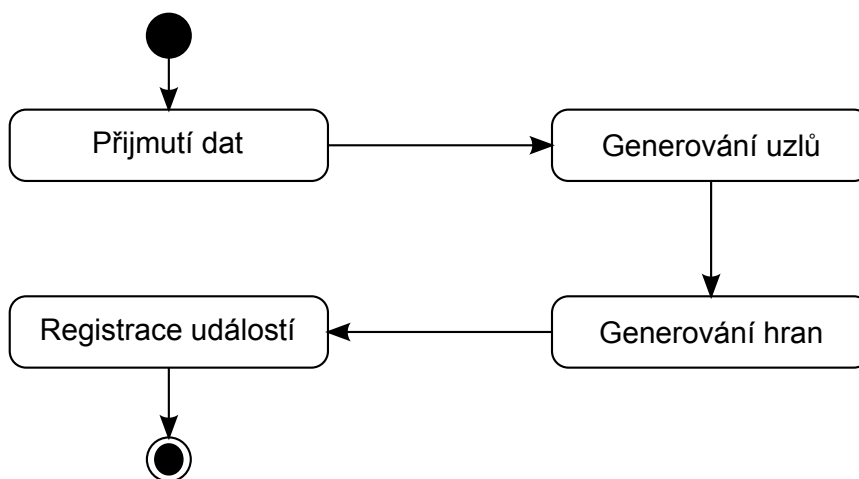 Přijmutí dat
Generování uzlů
Generování hran
Registrace událostí